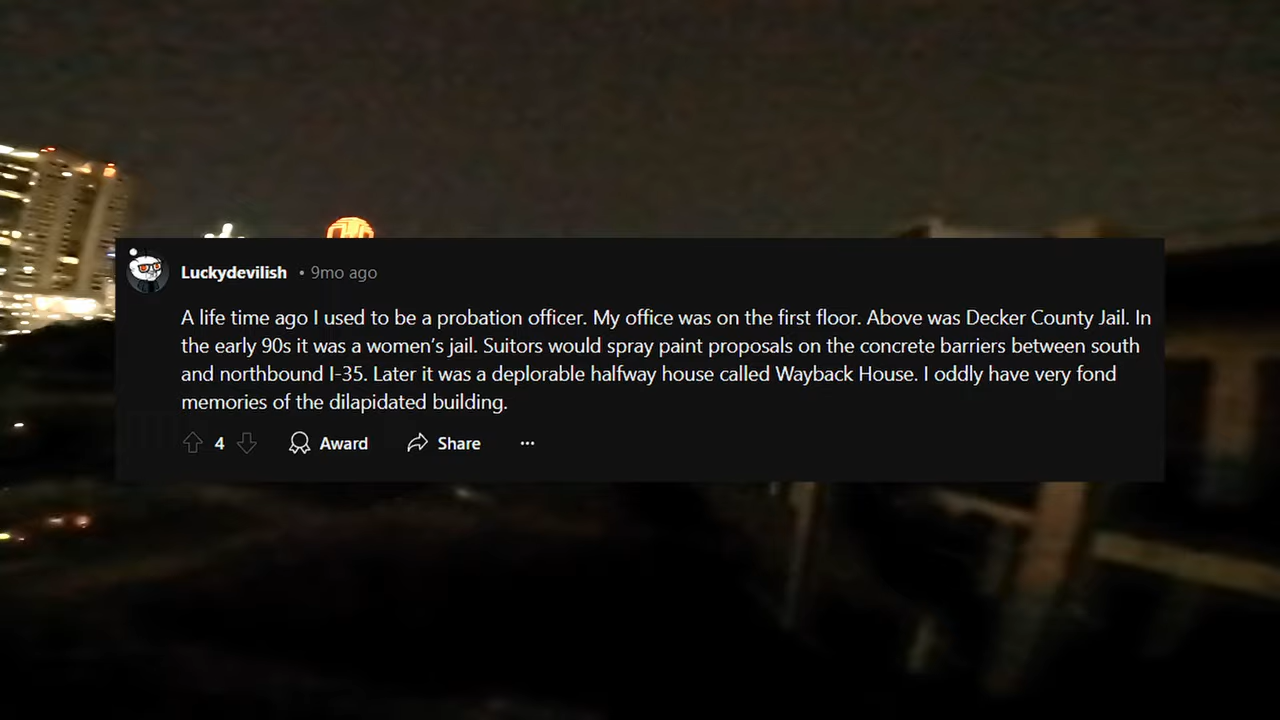 Luckydevilish • 9mo ago
A life time ago I used to be a probation officer. My office was on the first floor. Above was Decker County Jail. In
the early 90s it was a women’s jail. Suitors would spray paint proposals on the concrete barriers between south
and northbound I-35. Later it was a deplorable halfway house called Wayback House. I oddly have very fond
memories of the dilapidated building.
4 Award Share ···